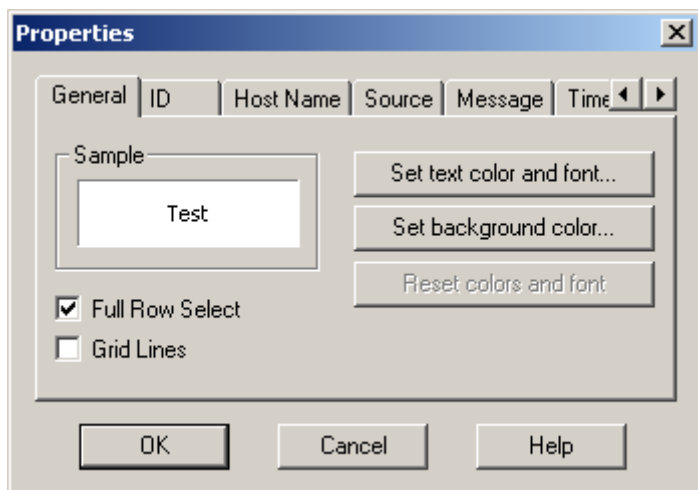 Properties
General ID Host Name Source Message Time
Sample
Test
Set text color and font...
Set background color...
Reset colors and font
Full Row Select
Grid Lines
OK Cancel Help